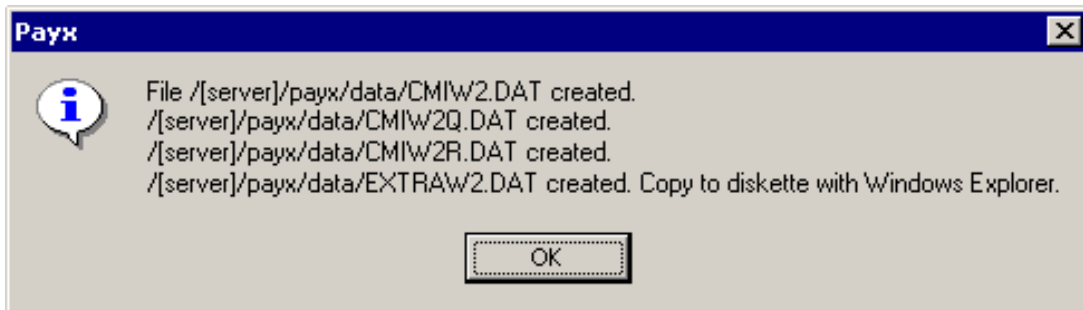 Payx
File /[server]/payx/data/CMIW2.DAT created.
/[server]/payx/data/CMIW2Q.DAT created.
/[server]/payx/data/CMIW2R.DAT created.
/[server]/payx/data/EXTRAW2.DAT created. Copy to diskette with Windows Explorer.
OK